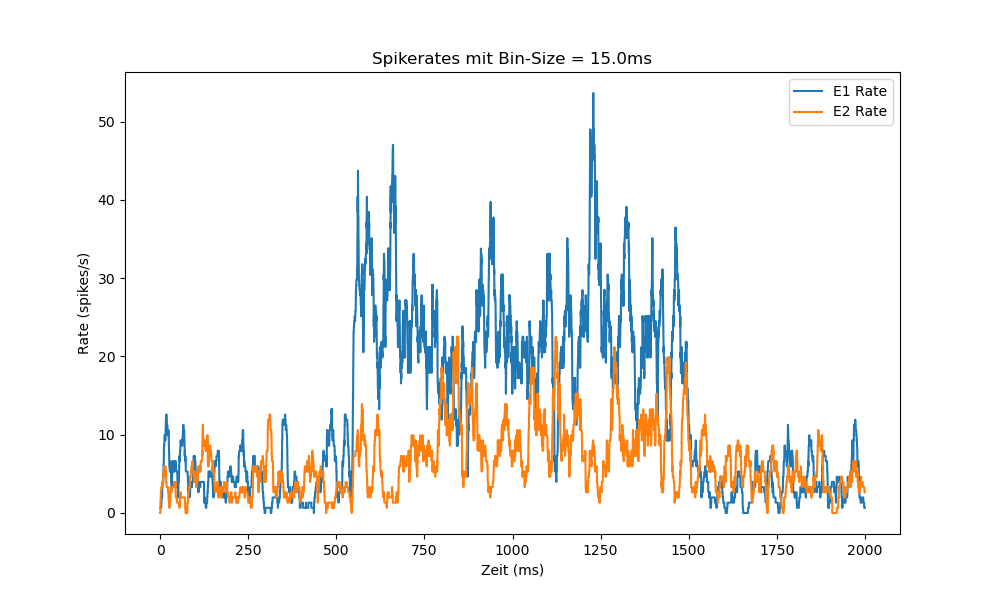 Spikerates mit Bin-Size = 15.0ms
E1 Rate
E2 Rate
50
40
30
20
10
0
Rate (spikes/s)
0 250 500 750 1000 1250 1500 1750 2000
Zeit (ms)